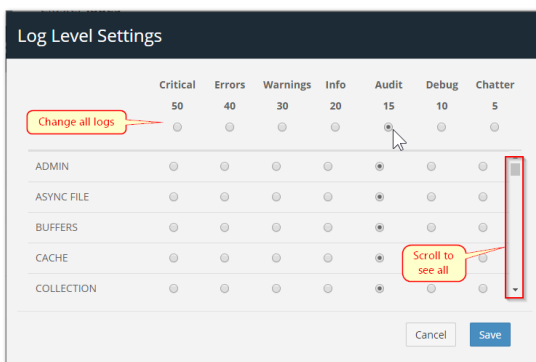 Log Level Settings
Critical Errors Warnings Info Audit Debug Chatter
50 40 30 20 15 10 5
Change all logs
ADMIN
ASYNC FILE
BUFFERS
CACHE
Scroll to
see all
COLLECTION
Cancel Save